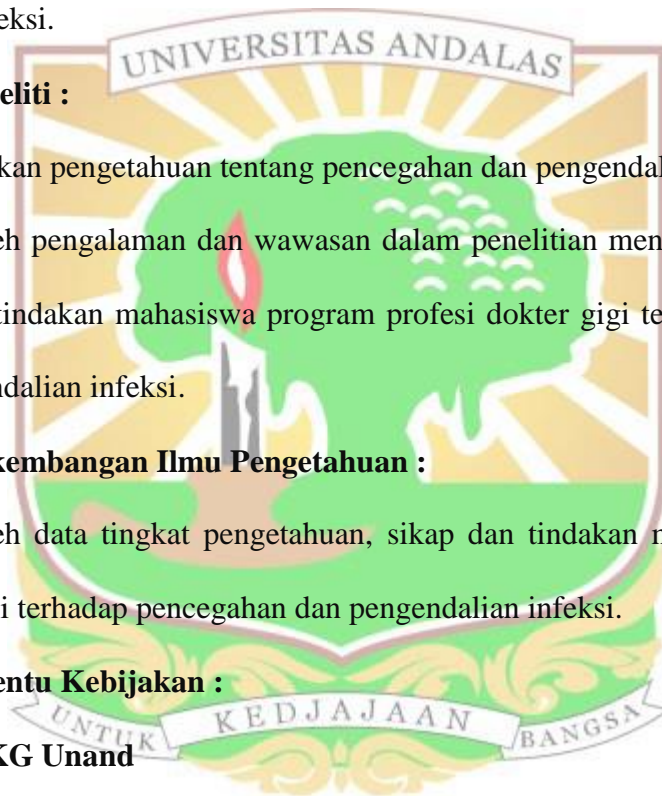 eksi.
UNIVERSITAS ANDALAS
eliti :
kan pengetahuan tentang pencegahan dan pengendal
eh pengalaman dan wawasan dalam penelitian men
tindakan mahasiswa program profesi dokter gigi te
ndalian infeksi.
kembangan Ilmu Pengetahuan :
eh data tingkat pengetahuan, sikap dan tindakan m
i terhadap pencegahan dan pengendalian infeksi.
entu Kebijakan :
UNTUK KEDJAJAAN BANGSA
KG Unand